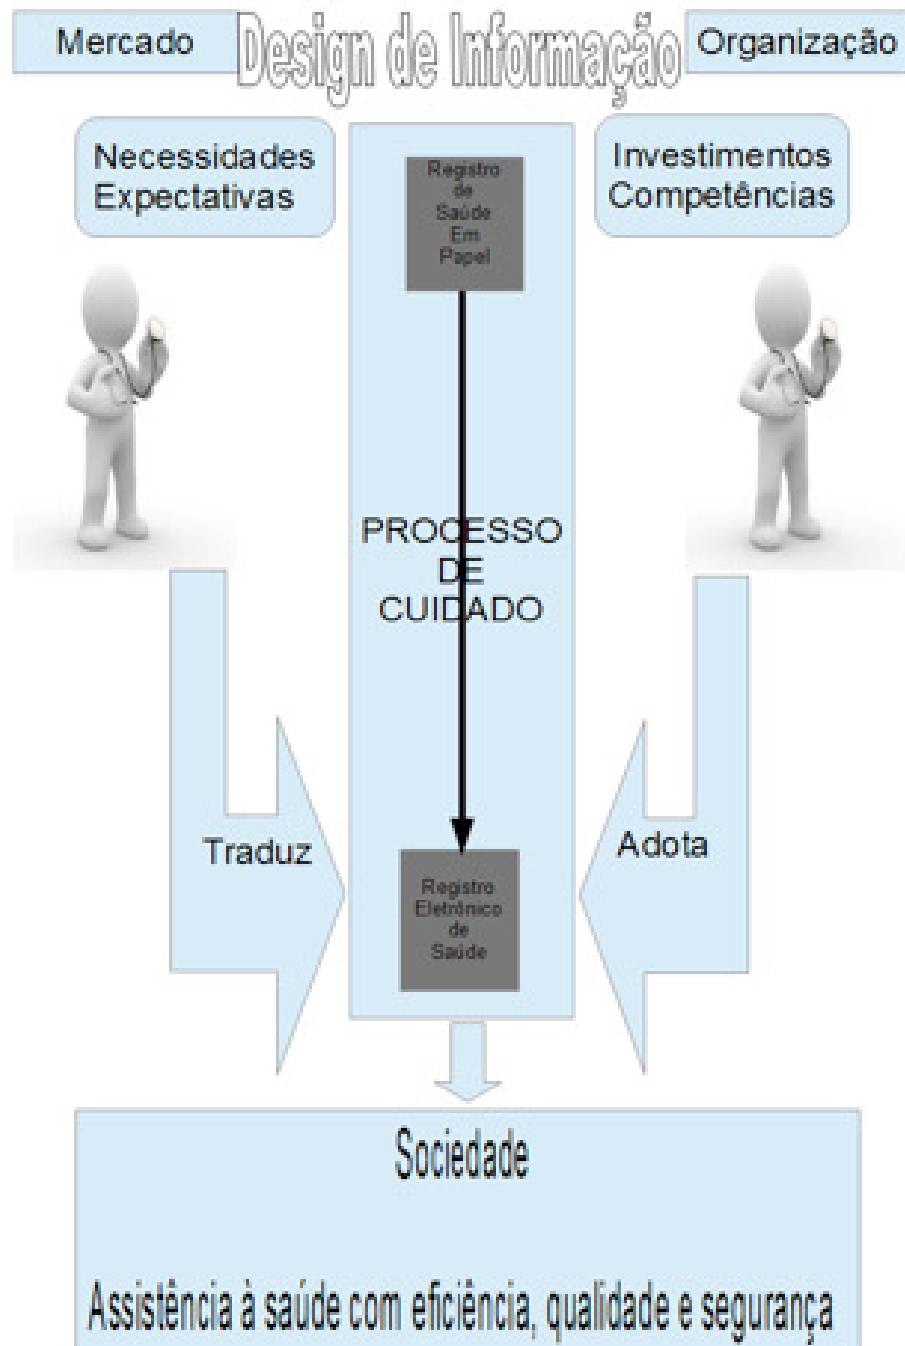 Mercado
Design de Informação
Organização
Necessidades
Expectativas
Investimentos
Competências
Registro
de
Saúde
Em
Papel
PROCESSO
DE
CUIDADO
Traduz
Adota
Registro
Eletrônico
de
Saúde
Sociedade
Assistência à saúde com eficiência, qualidade e segurança